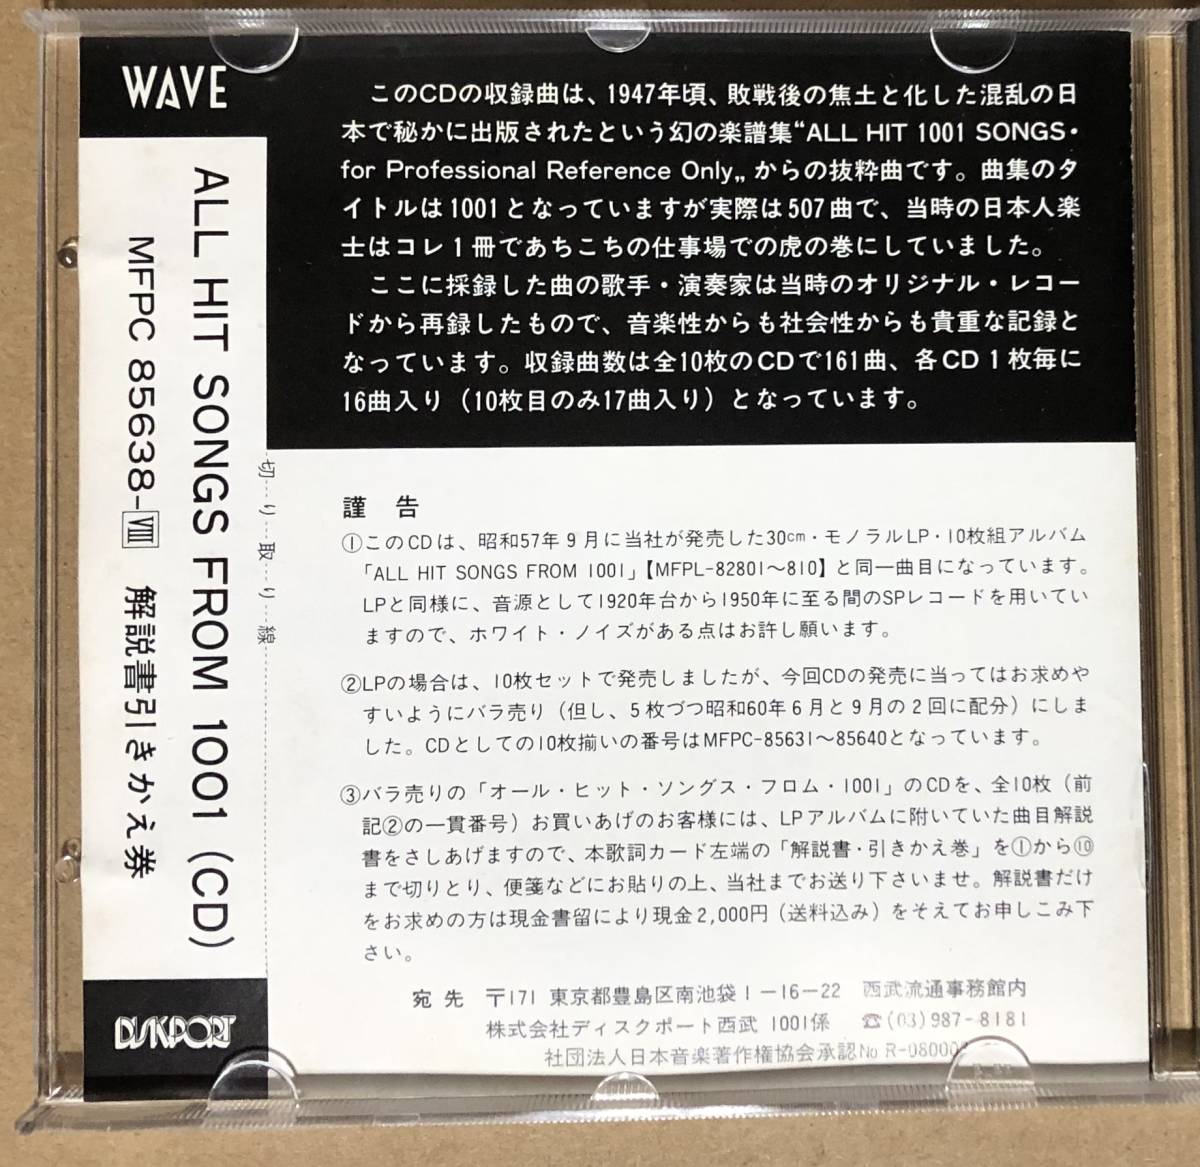 WAVE
ALL HIT SONGS FROM 1001 (CD)
MFPC 85638-Ⅷ 解説書引きかえ券
DISKPORT
切り取り線
このCDの収録曲は、1947年頃、敗戦後の焦土と化した混乱の日
本で秘かに出版されたという幻の楽譜集“ALL HIT 1001 SONGS・
for Professional Reference Only„からの抜粋曲です。曲集のタ
イトルは1001となっていますが実際は507曲で、当時の日本人楽
士はコレ1冊であちこちの仕事場での虎の巻にしていました。
ここに採録した曲の歌手・演奏家は当時のオリジナル・レコー
ドから再録したもので、音楽性からも社会性からも貴重な記録と
なっています。収録曲数は全10枚のCDで161曲、各CD1枚毎に
16曲入り（10枚目のみ17曲入り）となっています。
謹告
①このCDは、昭和57年9月に当社が発売した30cm・モノラルLP・10枚組アルバム
「ALL HIT SONGS FROM 1001」【MFPL-82801～810】と同一曲目になっています。
LPと同様に、音源として1920年台から1950年に至る間のSPレコードを用いてい
ますので、ホワイト・ノイズがある点はお許し願います。
②LPの場合は、10枚セットで発売しましたが、今回CDの発売に当ってはお求めや
すいようにバラ売り（但し、5枚づつ昭和60年6月と9月の2回に配分）にしま
した。CDとしての10枚揃いの番号はMFPC-85631～85640となっています。
③バラ売りの「オール・ヒット・ソングス・フロム・1001」のCDを、全10枚（前
記②の一貫番号）お買いあげのお客様には、LPアルバムに附いていた曲目解説
書をさしあげますので、本歌詞カード左端の「解説書・引きかえ巻」を①から⑩
まで切りとり、便箋などにお貼りの上、当社までお送り下さいませ。解説書だけ
をお求めの方は現金書留により現金2,000円（送料込み）をそえてお申しこみ下
さい。
宛先 〒171 東京都豊島区南池袋1-16-22 西武流通事務館内
株式会社ディスクポート西武 1001係 ☎(03)987-8181
社団法人日本音楽著作権協会承認No R-08000